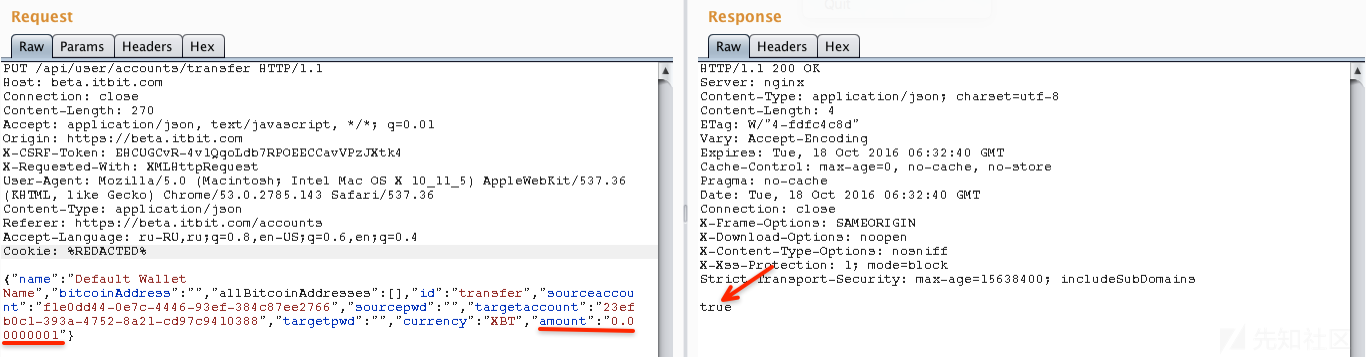 Quit
Request
Raw Params Headers Hex
PUT /api/user/accounts/transfer HTTP/1.1
Host: beta.itbit.com
Connection: close
Content-Length: 270
Accept: application/json, text/javascript, */*; q=0.01
Origin: https://beta.itbit.com
X-CSRF-Token: EHCUGCvR-4vlQqoLdb7RPOEECCavVPzJXtk4
X-Requested-With: XMLHttpRequest
User-Agent: Mozilla/5.0 (Macintosh; Intel Mac OS X 10_11_5) AppleWebKit/537.36
(KHTML, like Gecko) Chrome/53.0.2785.143 Safari/537.36
Content-Type: application/json
Referer: https://beta.itbit.com/accounts
Accept-Language: ru-RU,ru;q=0.8,en-US;q=0.6,en;q=0.4
Cookie: %REDACTED%
{"name":"Default Wallet
Name","bitcoinAddress":"","allBitcoinAddresses":[],"id":"transfer","sourceaccou
nt":"f1e0dd44-0e7c-4446-93ef-384c87ee2766","sourcepwd":"","targetaccount":"23ef
b0c1-393a-4752-8a21-cd97c9410388","targetpwd":"","currency":"XBT","amount":"0.0
00000001"}
Response
Raw Headers Hex
HTTP/1.1 200 OK
Server: nginx
Content-Type: application/json; charset=utf-8
Content-Length: 4
ETag: W/"4-fdfc4c8d"
Vary: Accept-Encoding
Expires: Tue, 18 Oct 2016 06:32:40 GMT
Cache-Control: max-age=0, no-cache, no-store
Pragma: no-cache
Date: Tue, 18 Oct 2016 06:32:40 GMT
Connection: close
X-Frame-Options: SAMEORIGIN
X-Download-Options: noopen
X-Content-Type-Options: nosniff
X-Xss-Protection: 1; mode=block
Strict-Transport-Security: max-age=15638400; includeSubDomains
true
先知社区